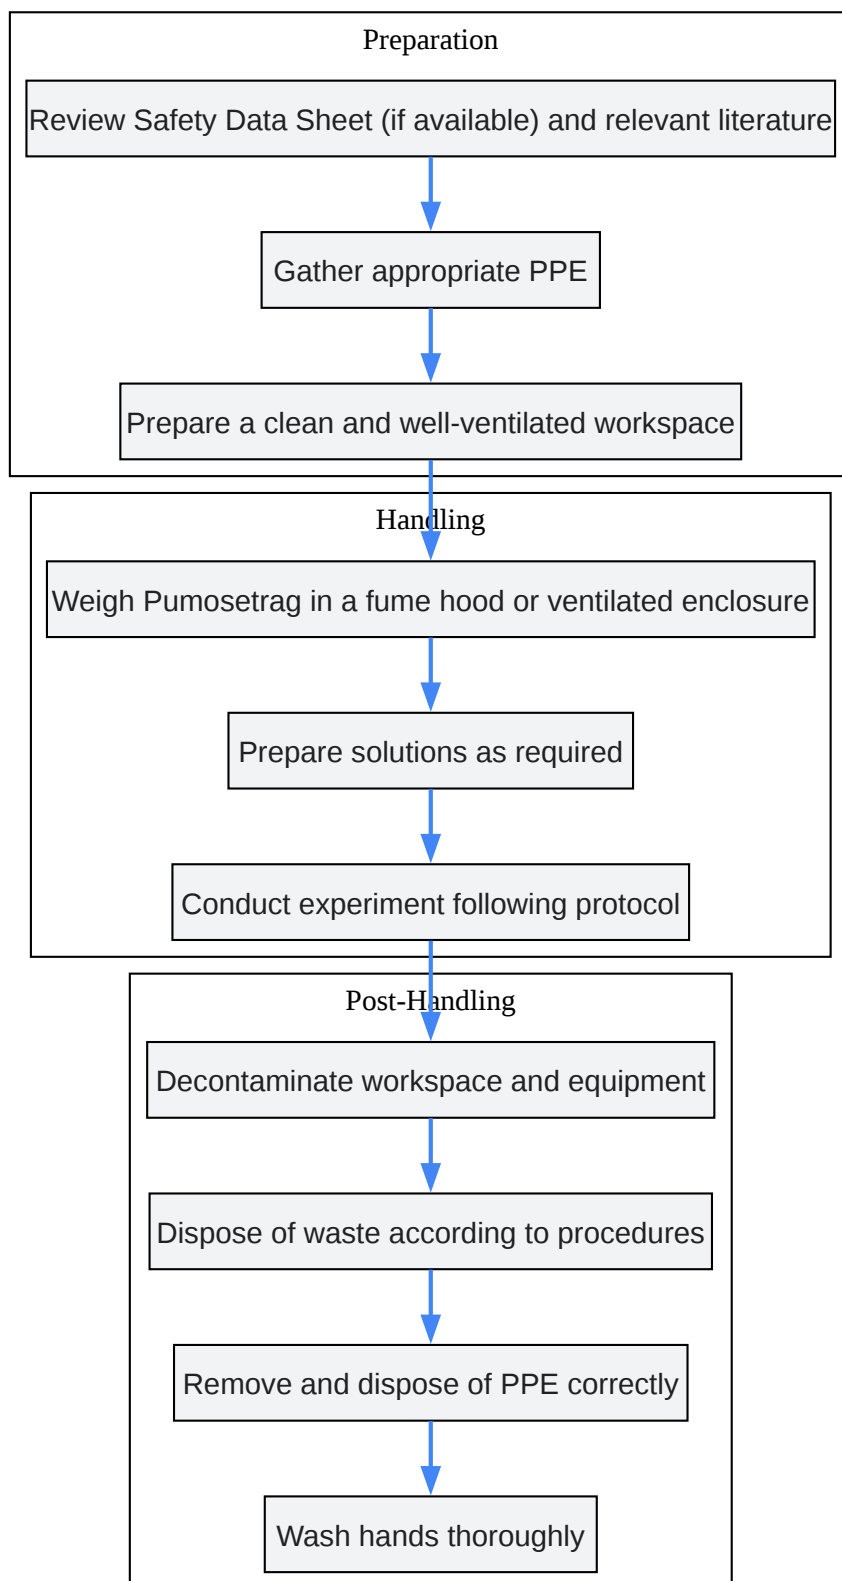 Preparation
Review Safety Data Sheet (if available) and relevant literature
Gather appropriate PPE
Prepare a clean and well-ventilated workspace
Handling
Weigh Pumosetrag in a fume hood or ventilated enclosure
Prepare solutions as required
Conduct experiment following protocol
Post-Handling
Decontaminate workspace and equipment
Dispose of waste according to procedures
Remove and dispose of PPE correctly
Wash hands thoroughly